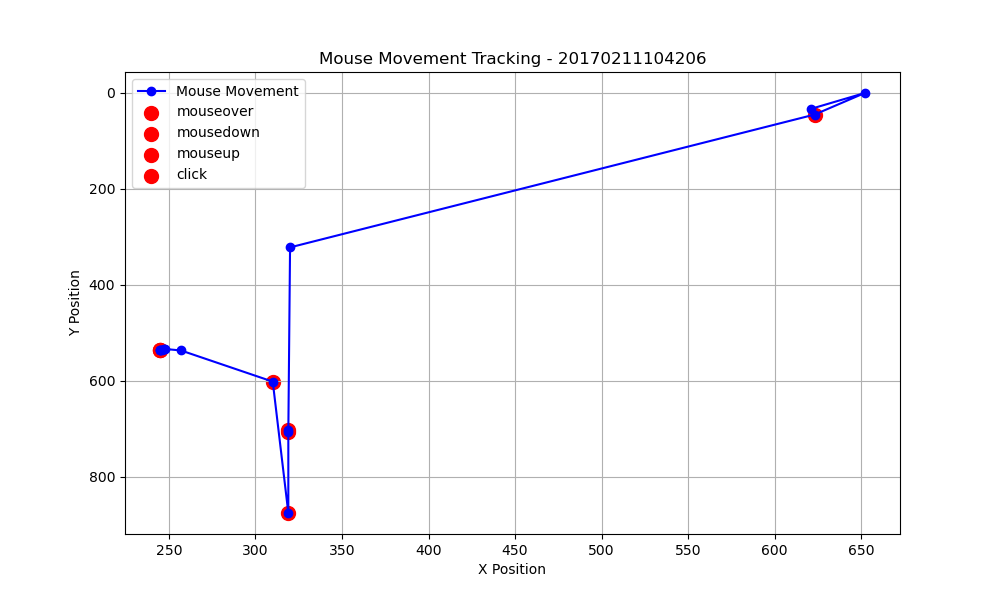 Mouse Movement Tracking - 20170211104206
Mouse Movement
mouseover
mousedown
mouseup
click
0
200
400
600
800
Y Position
250 300 350 400 450 500 550 600 650
X Position